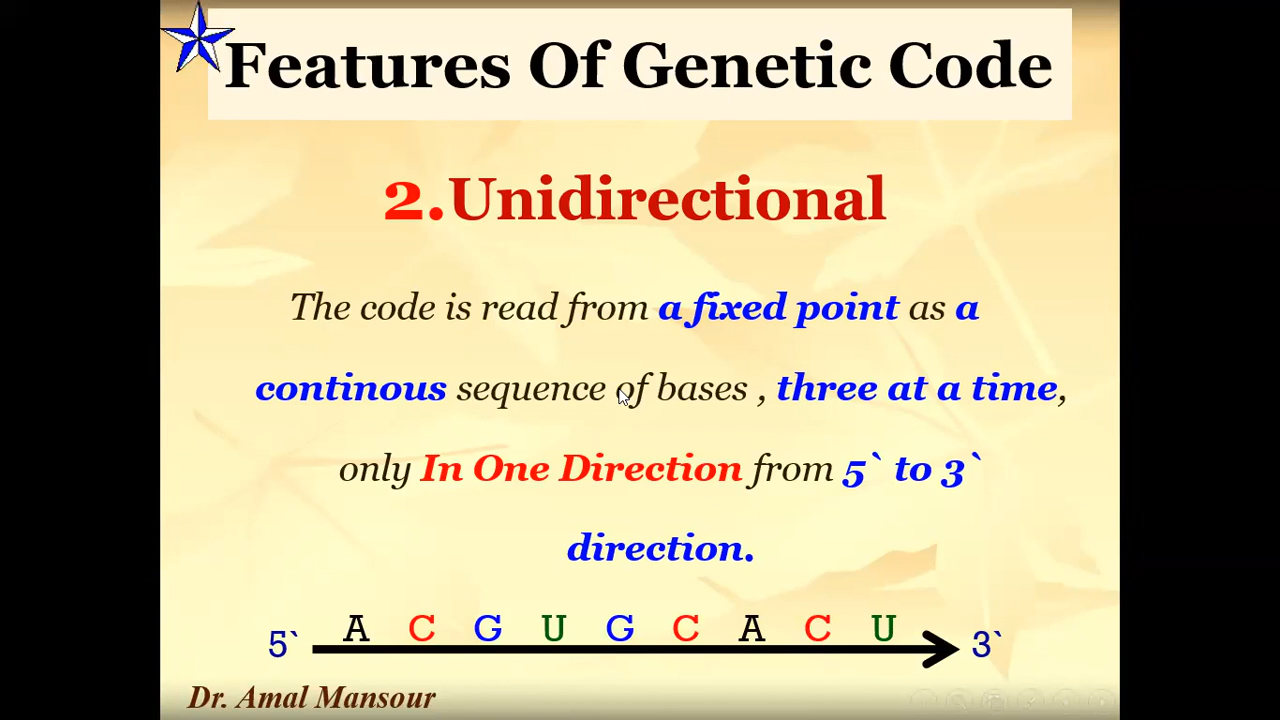 Features Of Genetic Code
2.Unidirectional
The code is read from a fixed point as a
continous sequence of bases , three at a time,
only In One Direction from 5` to 3`
direction.
5` A C G U G C A C U 3`
Dr. Amal Mansour